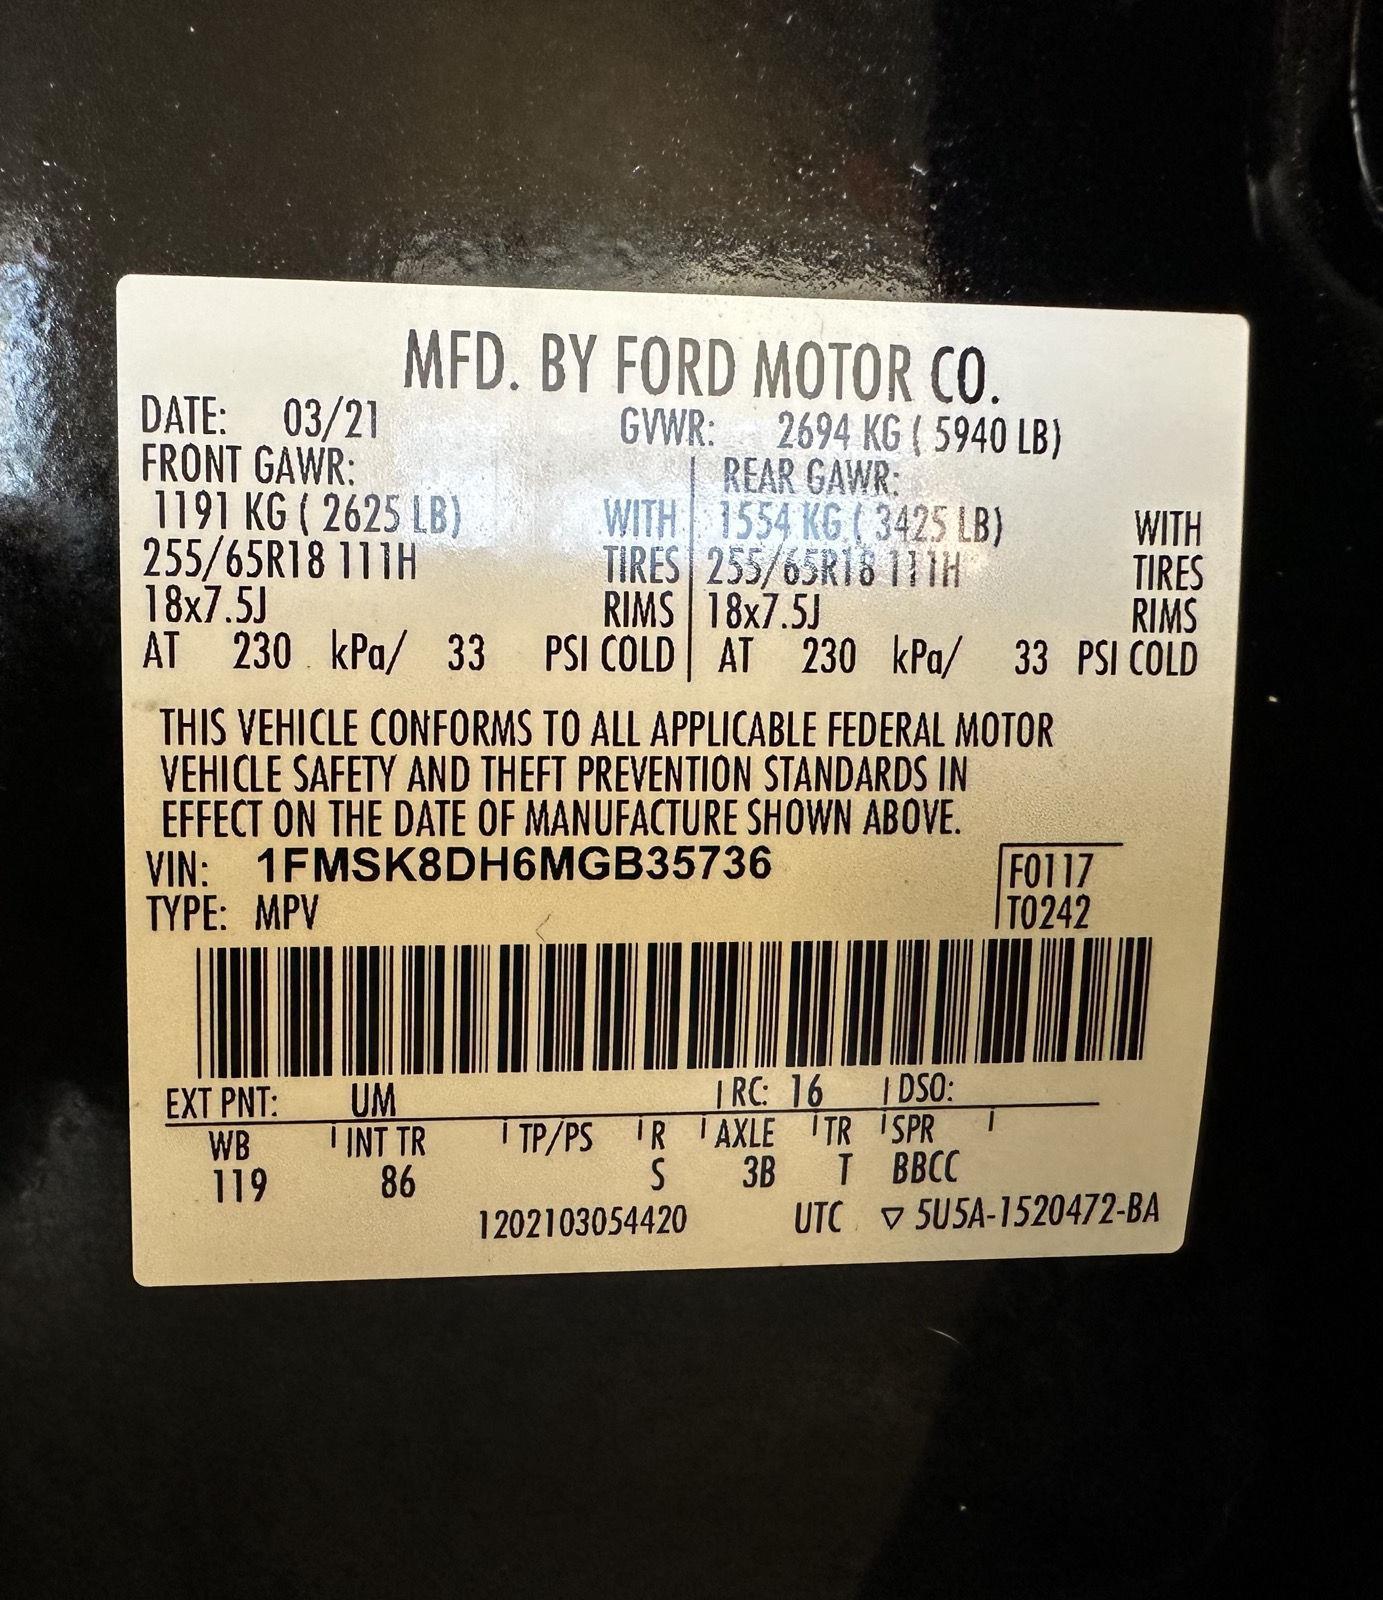 MFD. BY FORD MOTOR CO.
DATE: 03/21 GVWR: 2694 KG ( 5940 LB)
FRONT GAWR: REAR GAWR:
1191 KG ( 2625 LB) WITH 1554 KG ( 3425 LB) WITH
255/65R18 111H TIRES 255/65R18 111H TIRES
18x7.5J RIMS 18x7.5J RIMS
AT 230 kPa/ 33 PSI COLD AT 230 kPa/ 33 PSI COLD
THIS VEHICLE CONFORMS TO ALL APPLICABLE FEDERAL MOTOR
VEHICLE SAFETY AND THEFT PREVENTION STANDARDS IN
EFFECT ON THE DATE OF MANUFACTURE SHOWN ABOVE.
VIN: 1FMSK8DH6MGB35736 F0117
TYPE: MPV T0242
EXT PNT: UM RC: 16 DSO:
WB INT TR TP/PS R AXLE TR SPR
119 86 S 3B T BBCC
1202103054420 UTC ▽ 5U5A-1520472-BA